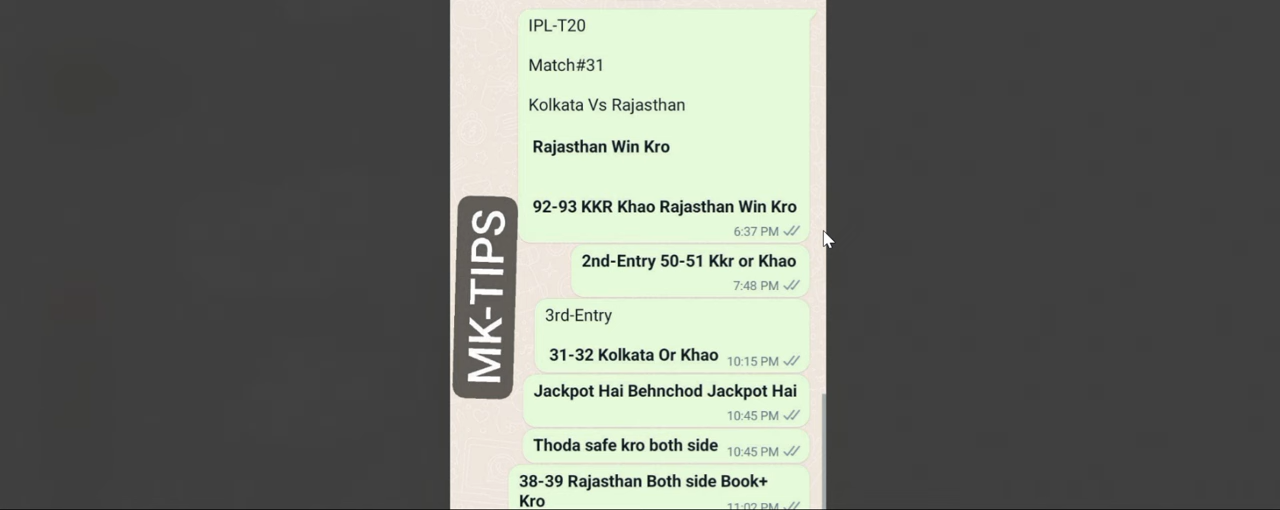 IPL-T20
Match#31
Kolkata Vs Rajasthan
Rajasthan Win Kro
92-93 KKR Khao Rajasthan Win Kro
6:37 PM
MK-TIPS
2nd-Entry 50-51 Kkr or Khao
7:48 PM
3rd-Entry
31-32 Kolkata Or Khao 10:15 PM
Jackpot Hai Behnchod Jackpot Hai
10:45 PM
Thoda safe kro both side 10:45 PM
38-39 Rajasthan Both side Book+
Kro 11:02 PM